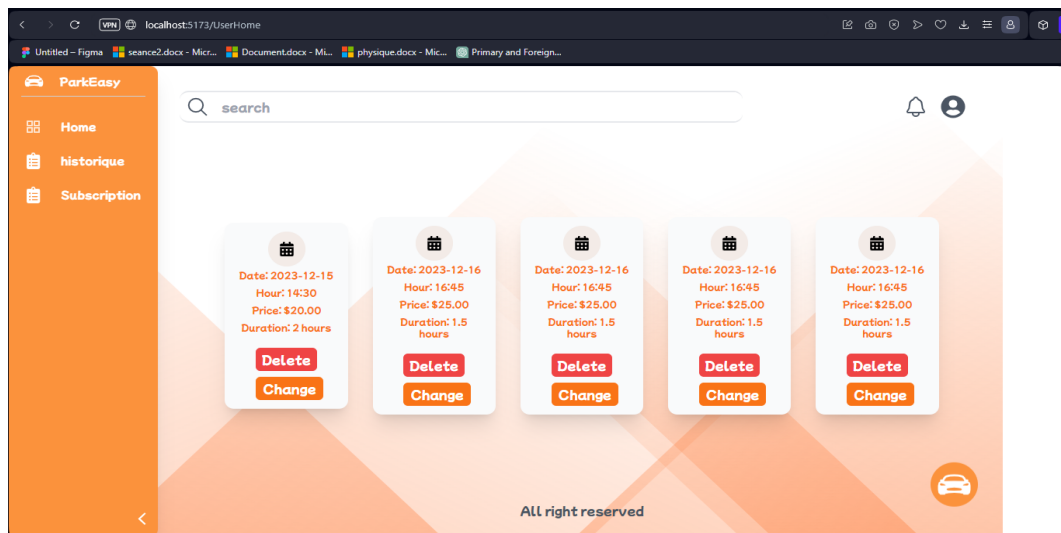 VPN localhost:5173/UserHome
Untitled – Figma seance2.docx - Micr... Document.docx - Mi... physique.docx - Mic... Primary and Foreign...
ParkEasy
search
Home
historique
Subscription
Date: 2023-12-15
Hour: 14:30
Price: $20.00
Duration: 2 hours
Delete
Change
Date: 2023-12-16
Hour: 16:45
Price: $25.00
Duration: 1.5
hours
Delete
Change
Date: 2023-12-16
Hour: 16:45
Price: $25.00
Duration: 1.5
hours
Delete
Change
Date: 2023-12-16
Hour: 16:45
Price: $25.00
Duration: 1.5
hours
Delete
Change
Date: 2023-12-16
Hour: 16:45
Price: $25.00
Duration: 1.5
hours
Delete
Change
All right reserved